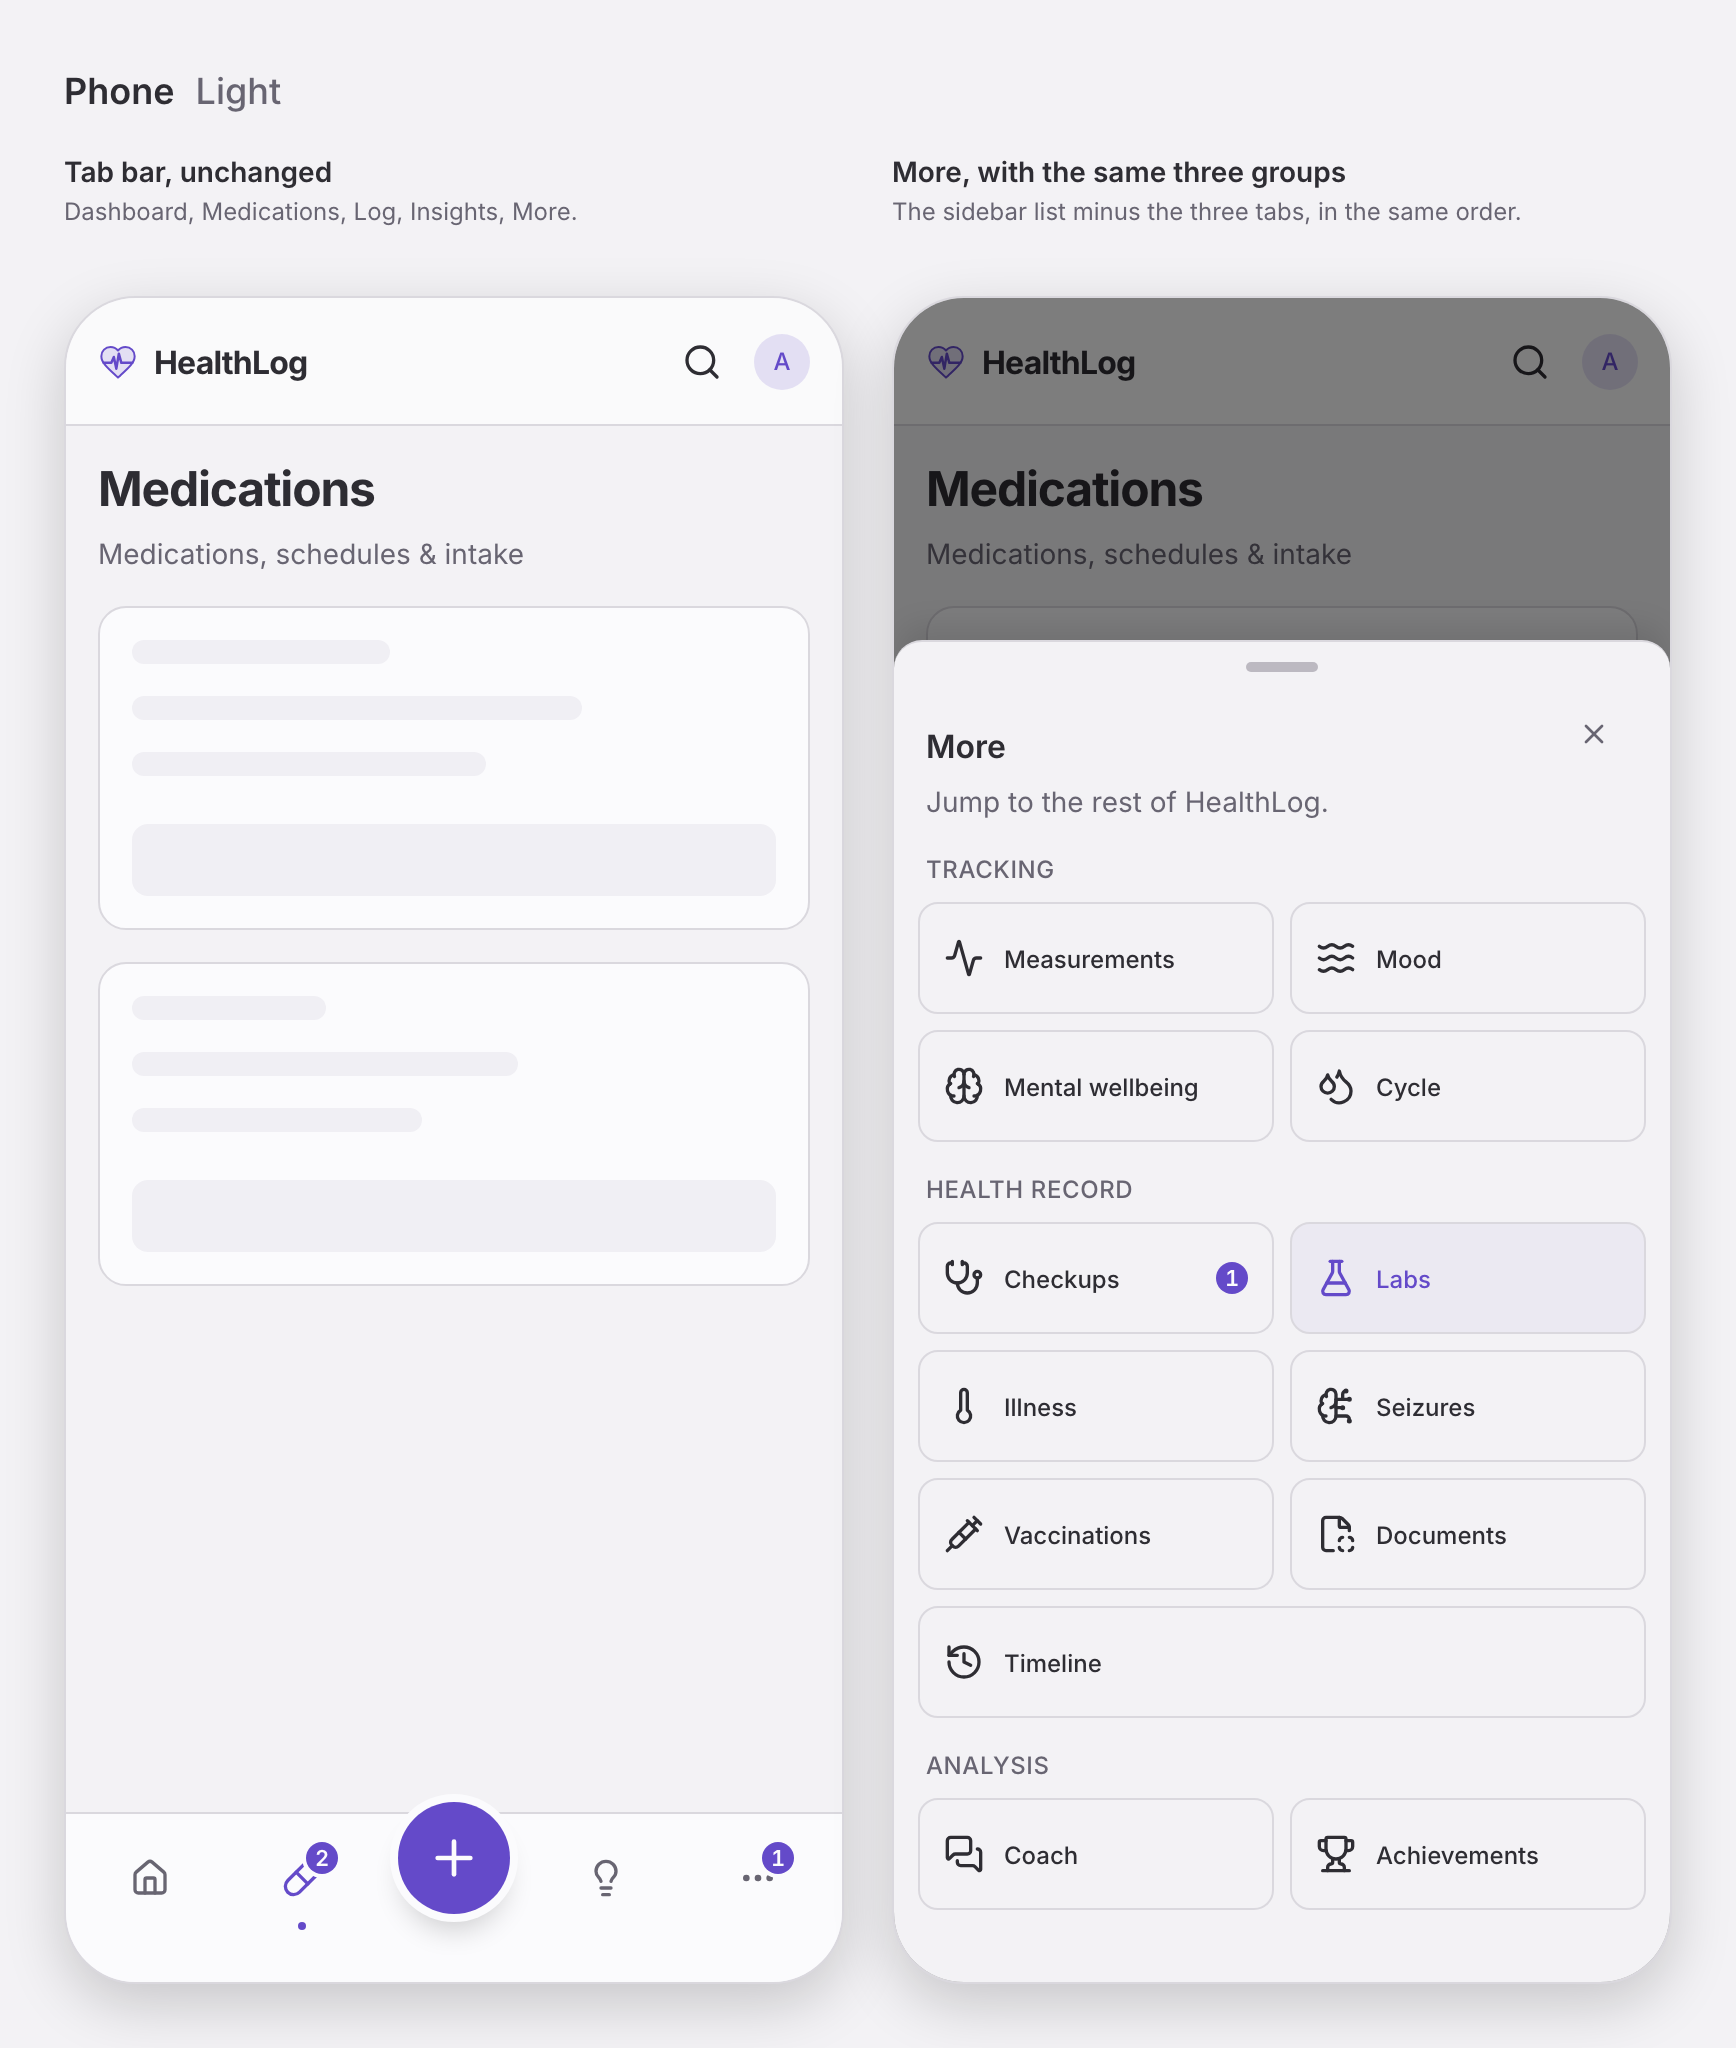 Phone Light
Tab bar, unchanged
Dashboard, Medications, Log, Insights, More.
More, with the same three groups
The sidebar list minus the three tabs, in the same order.
HealthLog
A
Medications
Medications, schedules & intake
2
1
HealthLog
A
Medications
Medications, schedules & intake
More
Jump to the rest of HealthLog.
TRACKING
Measurements
Mood
Mental wellbeing
Cycle
HEALTH RECORD
Checkups
1
Labs
Illness
Seizures
Vaccinations
Documents
Timeline
ANALYSIS
Coach
Achievements